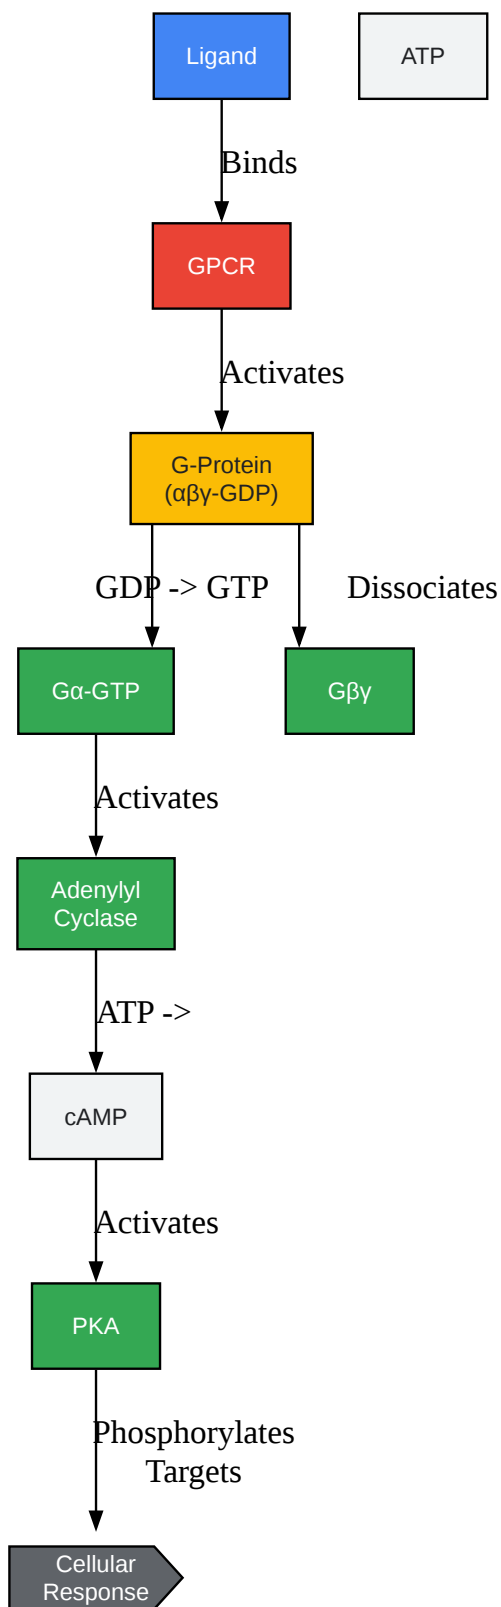 Ligand
ATP
Binds
GPCR
Activates
G-Protein
(αβγ-GDP)
GDP -> GTP
Dissociates
Gα-GTP
Gβγ
Activates
Adenylyl
Cyclase
ATP ->
cAMP
Activates
PKA
Phosphorylates
Targets
Cellular
Response